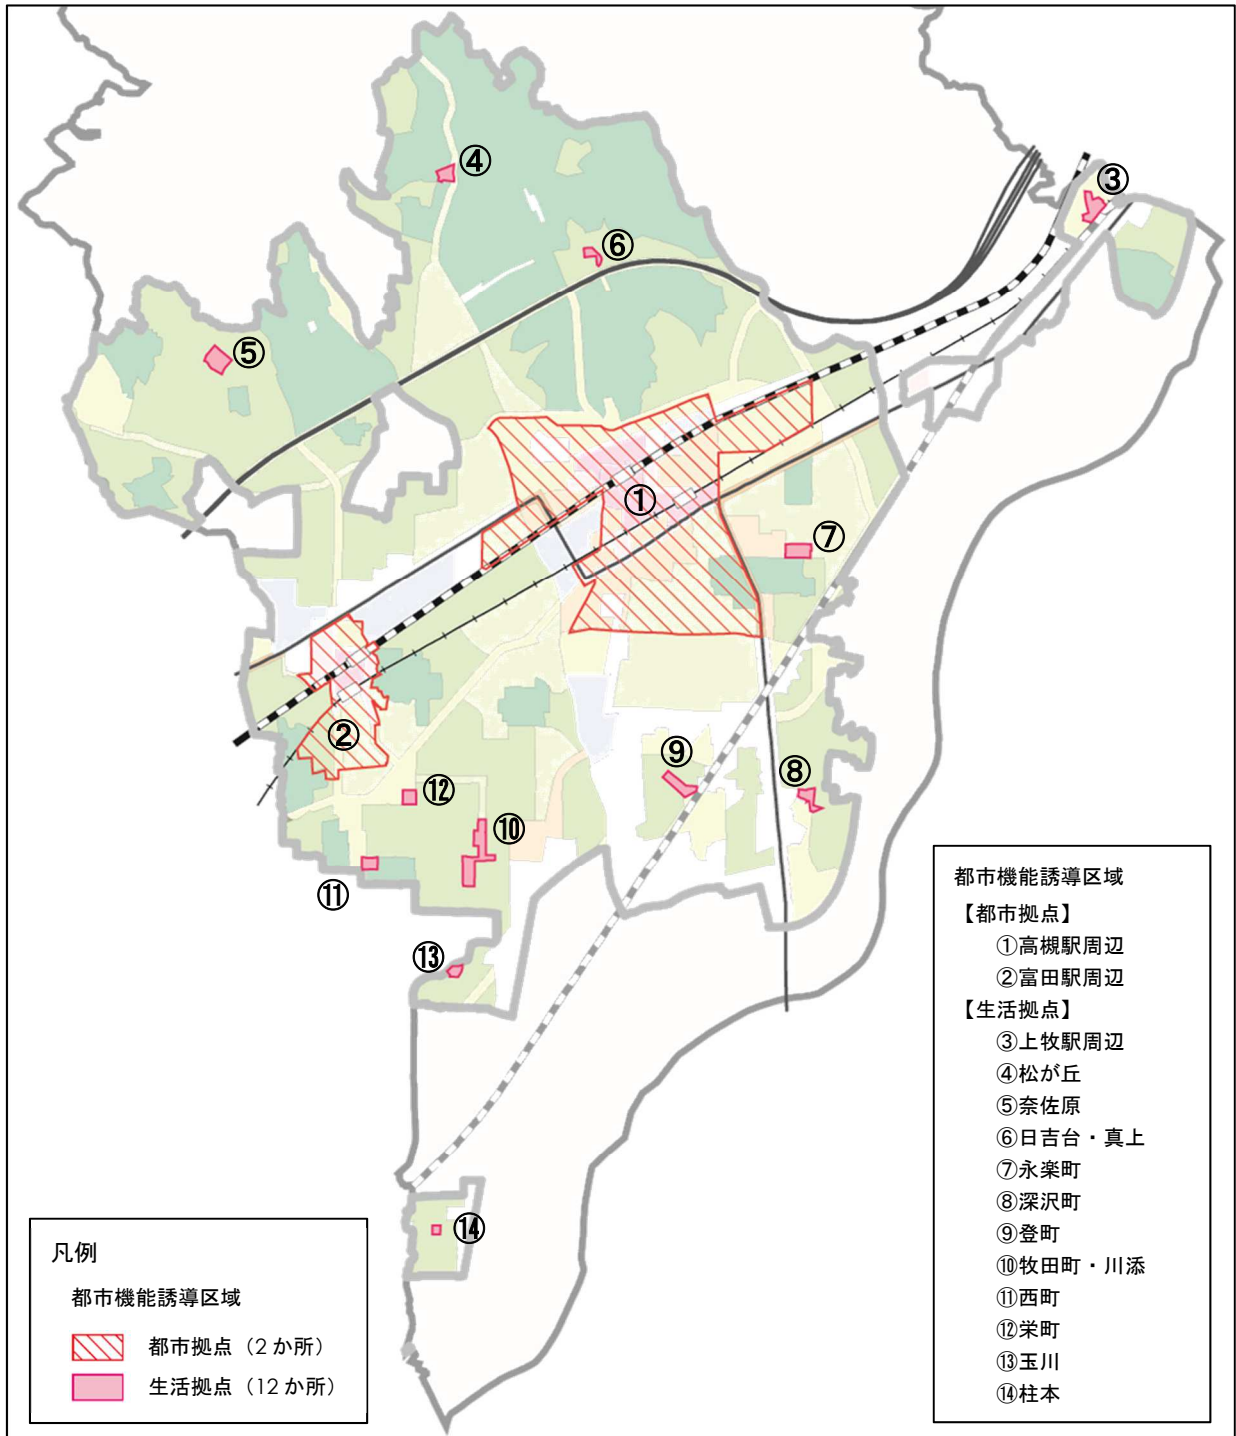 ④
③
⑥
⑤
①
⑦
②
⑨
⑧
⑫
⑩
⑪
⑬
⑭
都市機能誘導区域
【都市拠点】
①高槻駅周辺
②富田駅周辺
【生活拠点】
③上牧駅周辺
④松が丘
⑤奈佐原
⑥日吉台・真上
⑦永楽町
⑧深沢町
⑨登町
⑩牧田町・川添
⑪西町
⑫栄町
⑬玉川
⑭柱本
凡例
都市機能誘導区域
都市拠点（2か所）
生活拠点（12か所）